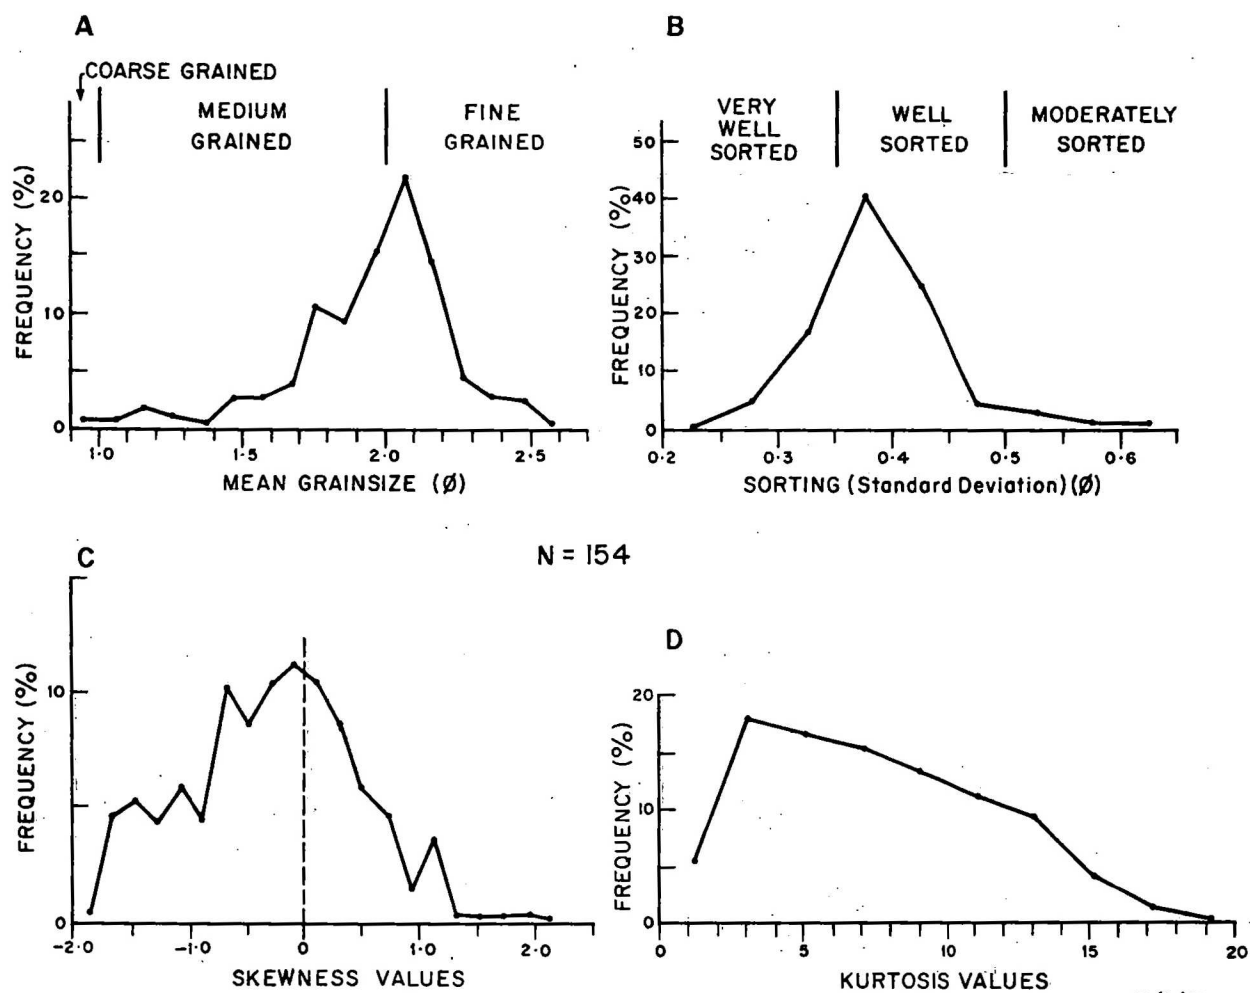 A
COARSE GRAINED
MEDIUM
GRAINED
FINE
GRAINED
FREQUENCY (%)
20
10
0
1·0
1·5
2·0
2·5
MEAN GRAINSIZE (Ø)
B
VERY
WELL
SORTED
WELL
SORTED
MODERATELY
SORTED
FREQUENCY (%)
50
40
30
20
10
0
0·2
0·3
0·4
0·5
0·6
SORTING (Standard Deviation) (Ø)
C
N = 154
FREQUENCY (%)
10
0
-2·0
-1·0
0
1·0
2·0
SKEWNESS VALUES
D
FREQUENCY (%)
20
10
0
0
5
10
15
20
KURTOSIS VALUES